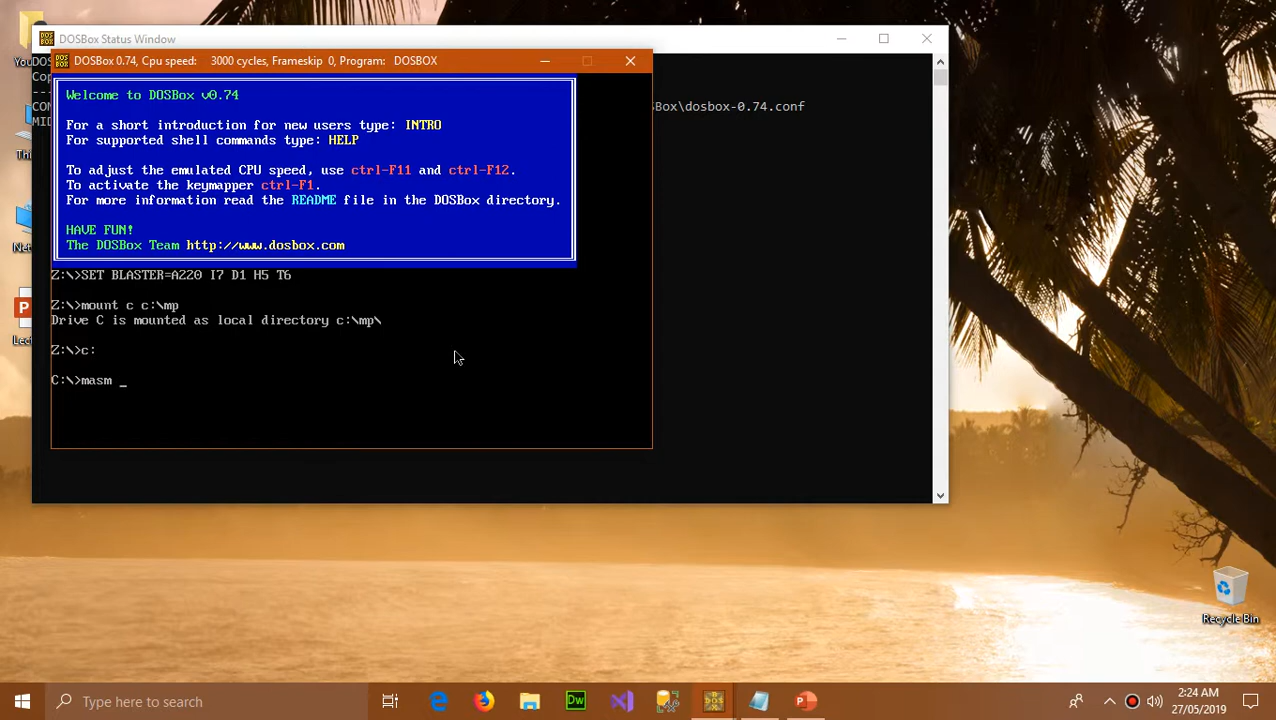 DOSBox Status Window
DOSBox 0.74, Cpu speed: 3000 cycles, Frameskip 0, Program: DOSBOX
Box\dosbox-0.74.conf
Welcome to DOSBox v0.74
For a short introduction for new users type: INTRO
For supported shell commands type: HELP
To adjust the emulated CPU speed, use ctrl-F11 and ctrl-F12.
To activate the keymapper ctrl-F1.
For more information read the README file in the DOSBox directory.
HAVE FUN!
The DOSBox Team http://www.dosbox.com
Z:\>SET BLASTER=A220 I7 D1 H5 T6
Z:\>mount c c:\mp
Drive C is mounted as local directory c:\mp\
Z:\>c:
C:\>masm _
Recycle Bin
Type here to search
Dw
2:24 AM
27/05/2019